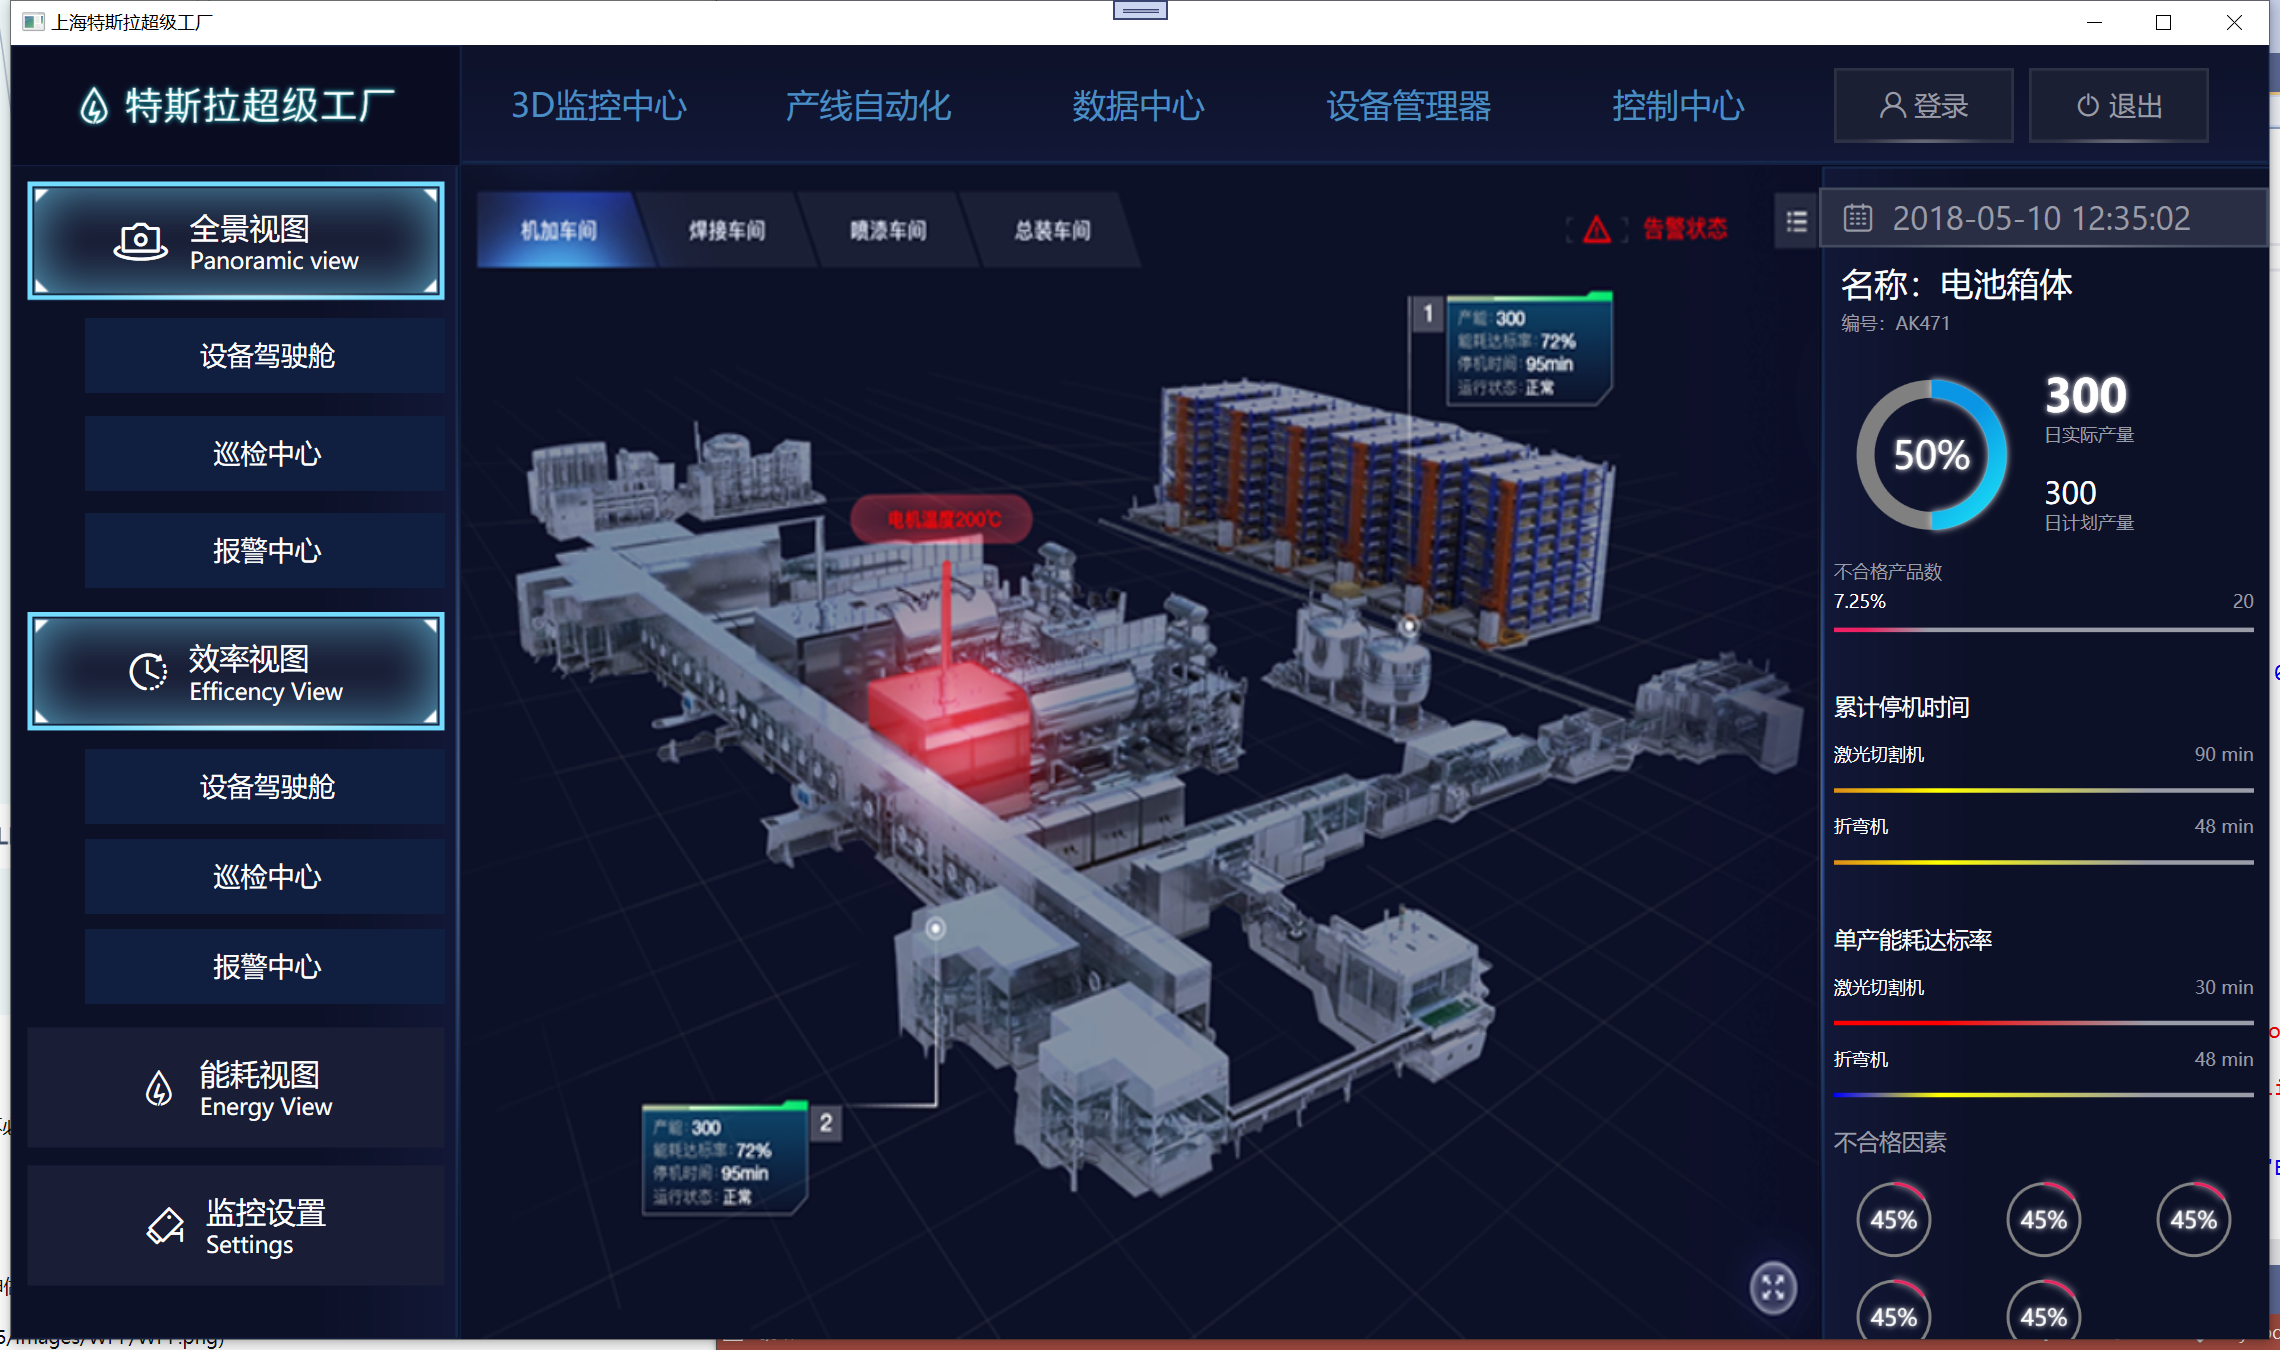 上海特斯拉超级工厂
特斯拉超级工厂
3D监控中心
产线自动化
数据中心
设备管理器
控制中心
登录
退出
全景视图
Panoramic view
设备驾驶舱
巡检中心
报警中心
效率视图
Efficency View
设备驾驶舱
巡检中心
报警中心
能耗视图
Energy View
监控设置
Settings
机加车间
焊接车间
喷漆车间
总装车间
告警状态
1
产能:300
能耗达标率:72%
停机时间:95min
运行状态:正常
电机温度200℃
2
产能:300
能耗达标率:72%
停机时间:95min
运行状态:正常
2018-05-10 12:35:02
名称：电池箱体
编号：AK471
50%
300
日实际产量
300
日计划产量
不合格产品数
7.25% 20
累计停机时间
激光切割机 90 min
折弯机 48 min
单产能耗达标率
激光切割机 30 min
折弯机 48 min
不合格因素
45% 45% 45%
45% 45%